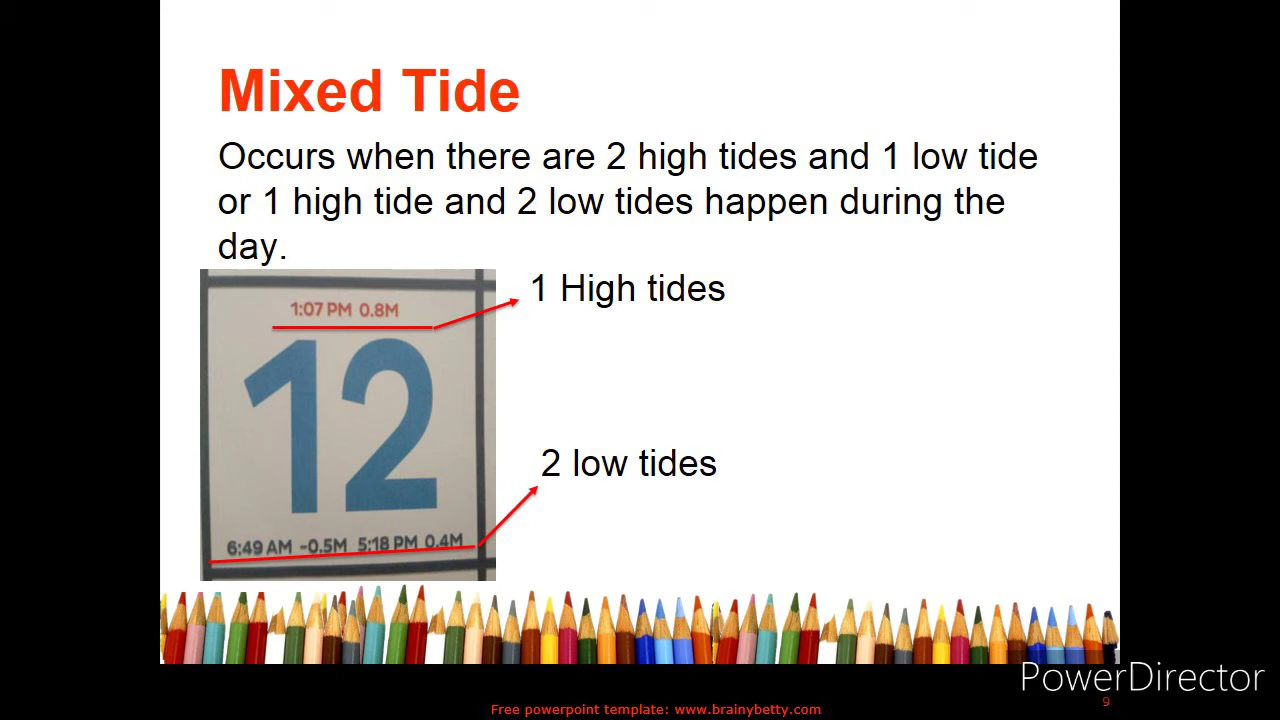 Mixed Tide
Occurs when there are 2 high tides and 1 low tide
or 1 high tide and 2 low tides happen during the
day.
1 High tides
1:07 PM 0.8M
12
2 low tides
6:49 AM -0.5M 5:18 PM 0.4M
PowerDirector
9
Free powerpoint template: www.brainybetty.com